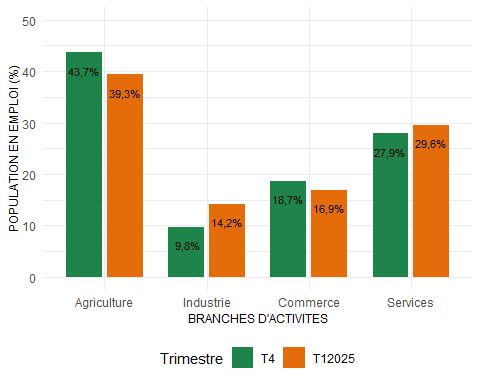 50
40
30
20
10
0
POPULATION EN EMPLOI (%)
43,7%
39,3%
9,8%
14,2%
18,7%
16,9%
27,9%
29,6%
Agriculture
Industrie
Commerce
Services
BRANCHES D'ACTIVITES
Trimestre T4 T12025